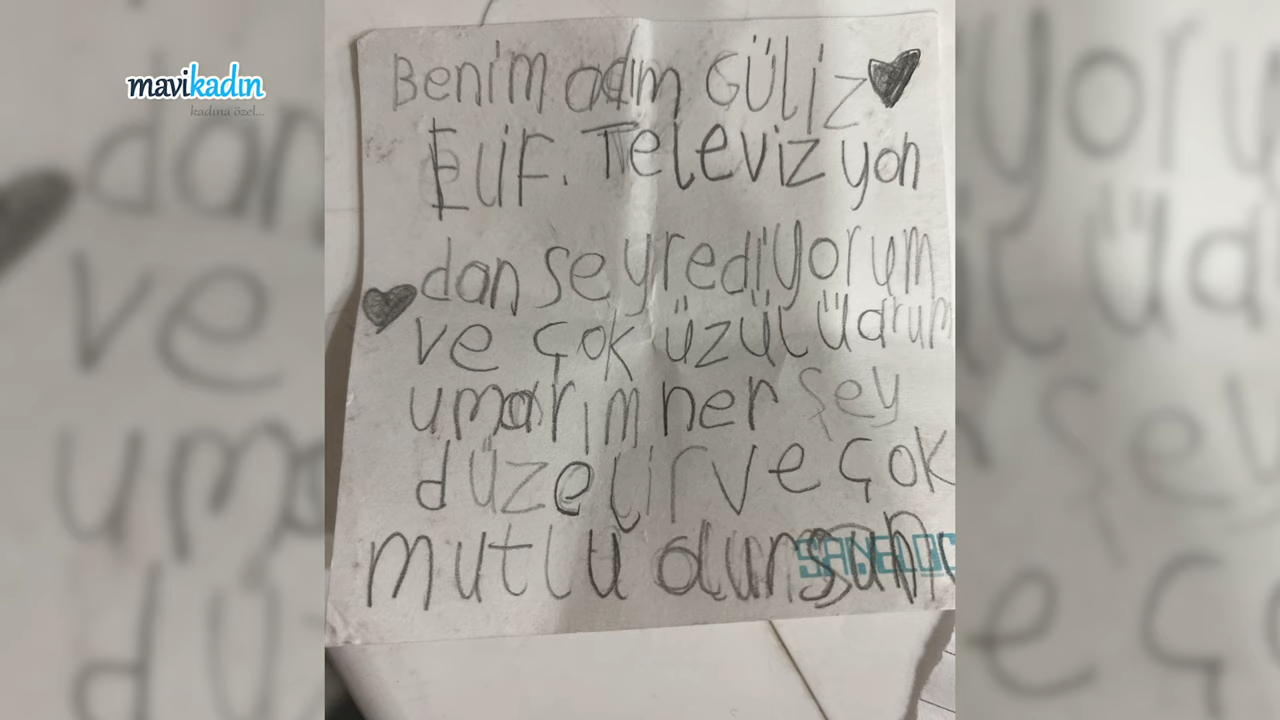 mavikadın
kadına özel...
Benim adım Güliz
Elif. Televizyon
dan seyrediyorum
ve çok üzülüdrum
umarım her şey
düzelir ve çok
mutlu olursun